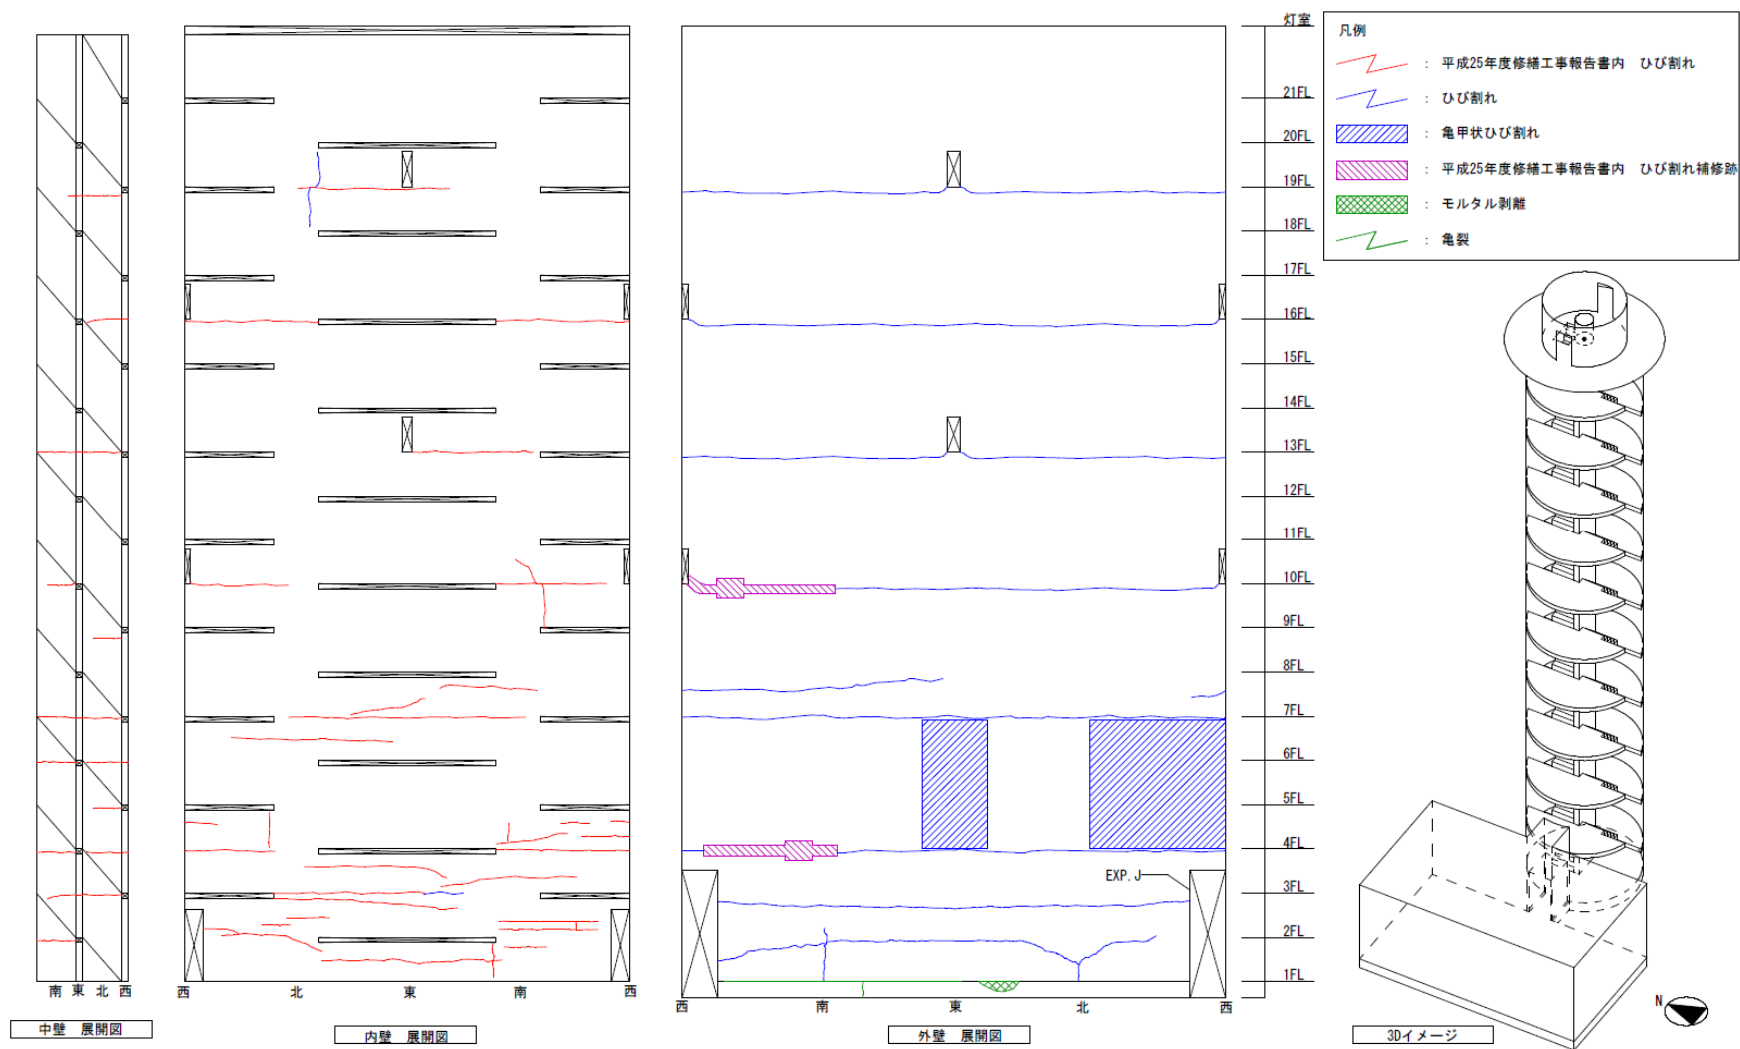 灯室
21FL
20FL
19FL
18FL
17FL
16FL
15FL
14FL
13FL
12FL
11FL
10FL
9FL
8FL
7FL
6FL
5FL
4FL
3FL
2FL
1FL
凡例
: 平成25年度修繕工事報告書内 ひび割れ
: ひび割れ
: 亀甲状ひび割れ
: 平成25年度修繕工事報告書内 ひび割れ補修跡
: モルタル剥離
: 亀裂
EXP.J
南 東 北 西
西 北 東 南 西
西 南 東 北 西
N
中壁 展開図
内壁 展開図
外壁 展開図
3Dイメージ